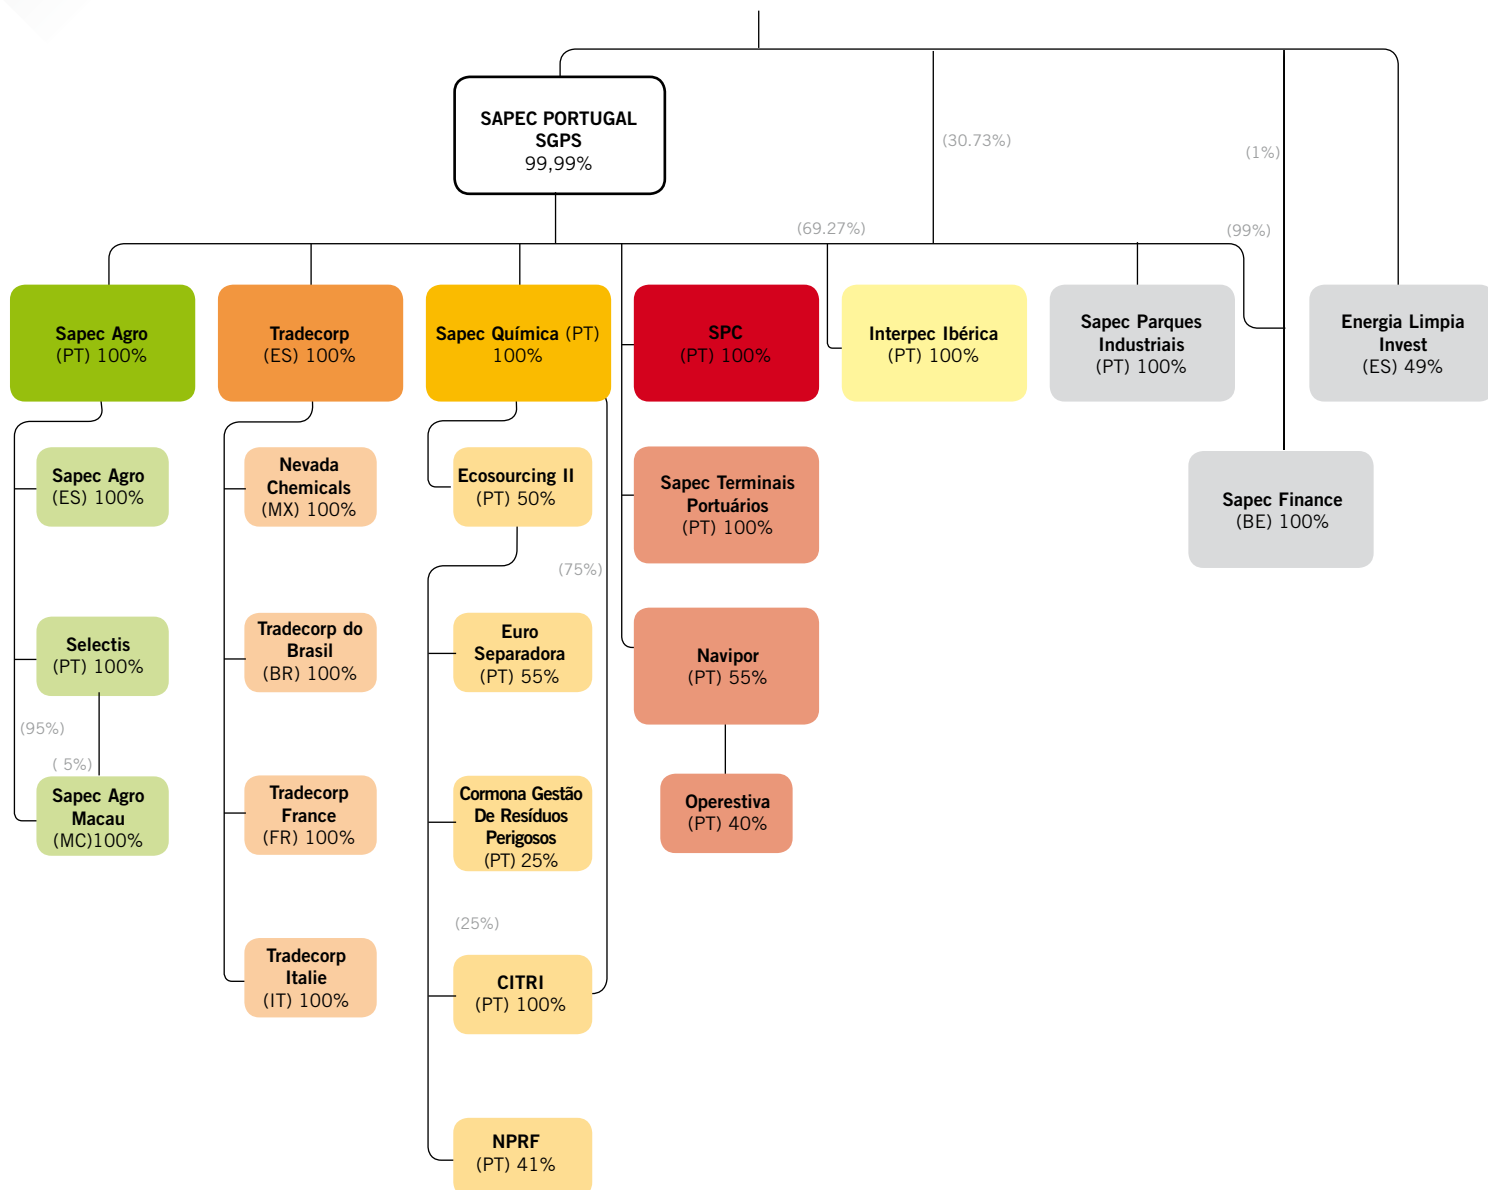 SAPEC PORTUGAL
SGPS
99,99%
(30.73%)
(1%)
(69.27%)
(99%)
Sapec Agro
(PT) 100%
Tradecorp
(ES) 100%
Sapec Química (PT)
100%
SPC
(PT) 100%
Interpec Ibérica
(PT) 100%
Sapec Parques
Industriais
(PT) 100%
Energia Limpia
Invest
(ES) 49%
Sapec Agro
(ES) 100%
Nevada
Chemicals
(MX) 100%
Ecosourcing II
(PT) 50%
Sapec Terminais
Portuários
(PT) 100%
Sapec Finance
(BE) 100%
(75%)
Selectis
(PT) 100%
Tradecorp do
Brasil
(BR) 100%
Euro
Separadora
(PT) 55%
Navipor
(PT) 55%
(95%)
( 5%)
Sapec Agro
Macau
(MC)100%
Tradecorp
France
(FR) 100%
Cormona Gestão
De Resíduos
Perigosos
(PT) 25%
Operestiva
(PT) 40%
(25%)
Tradecorp
Italie
(IT) 100%
CITRI
(PT) 100%
NPRF
(PT) 41%